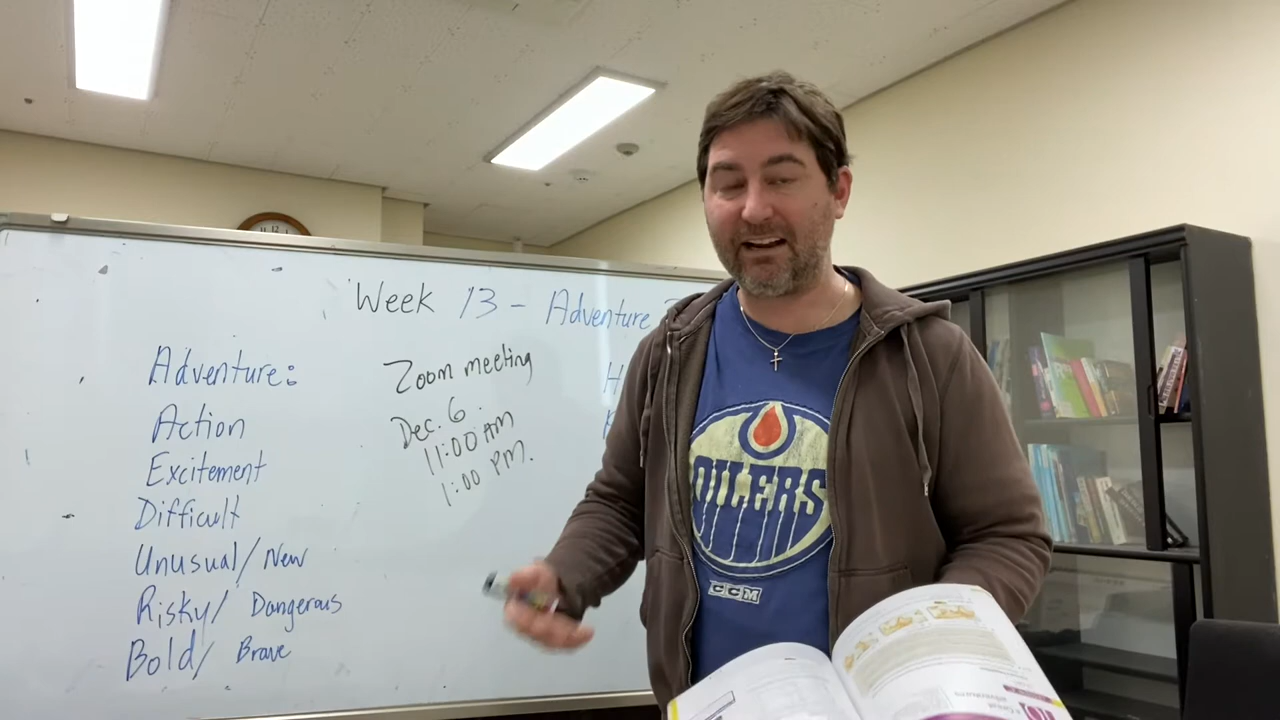 Week 13 - Adventure
Adventure:
Action
Excitement
Difficult
Unusual/New
Risky/ Dangerous
Bold/ Brave
Zoom meeting
Dec. 6
11:00 AM
1:00 PM.
H
OILERS
CCM